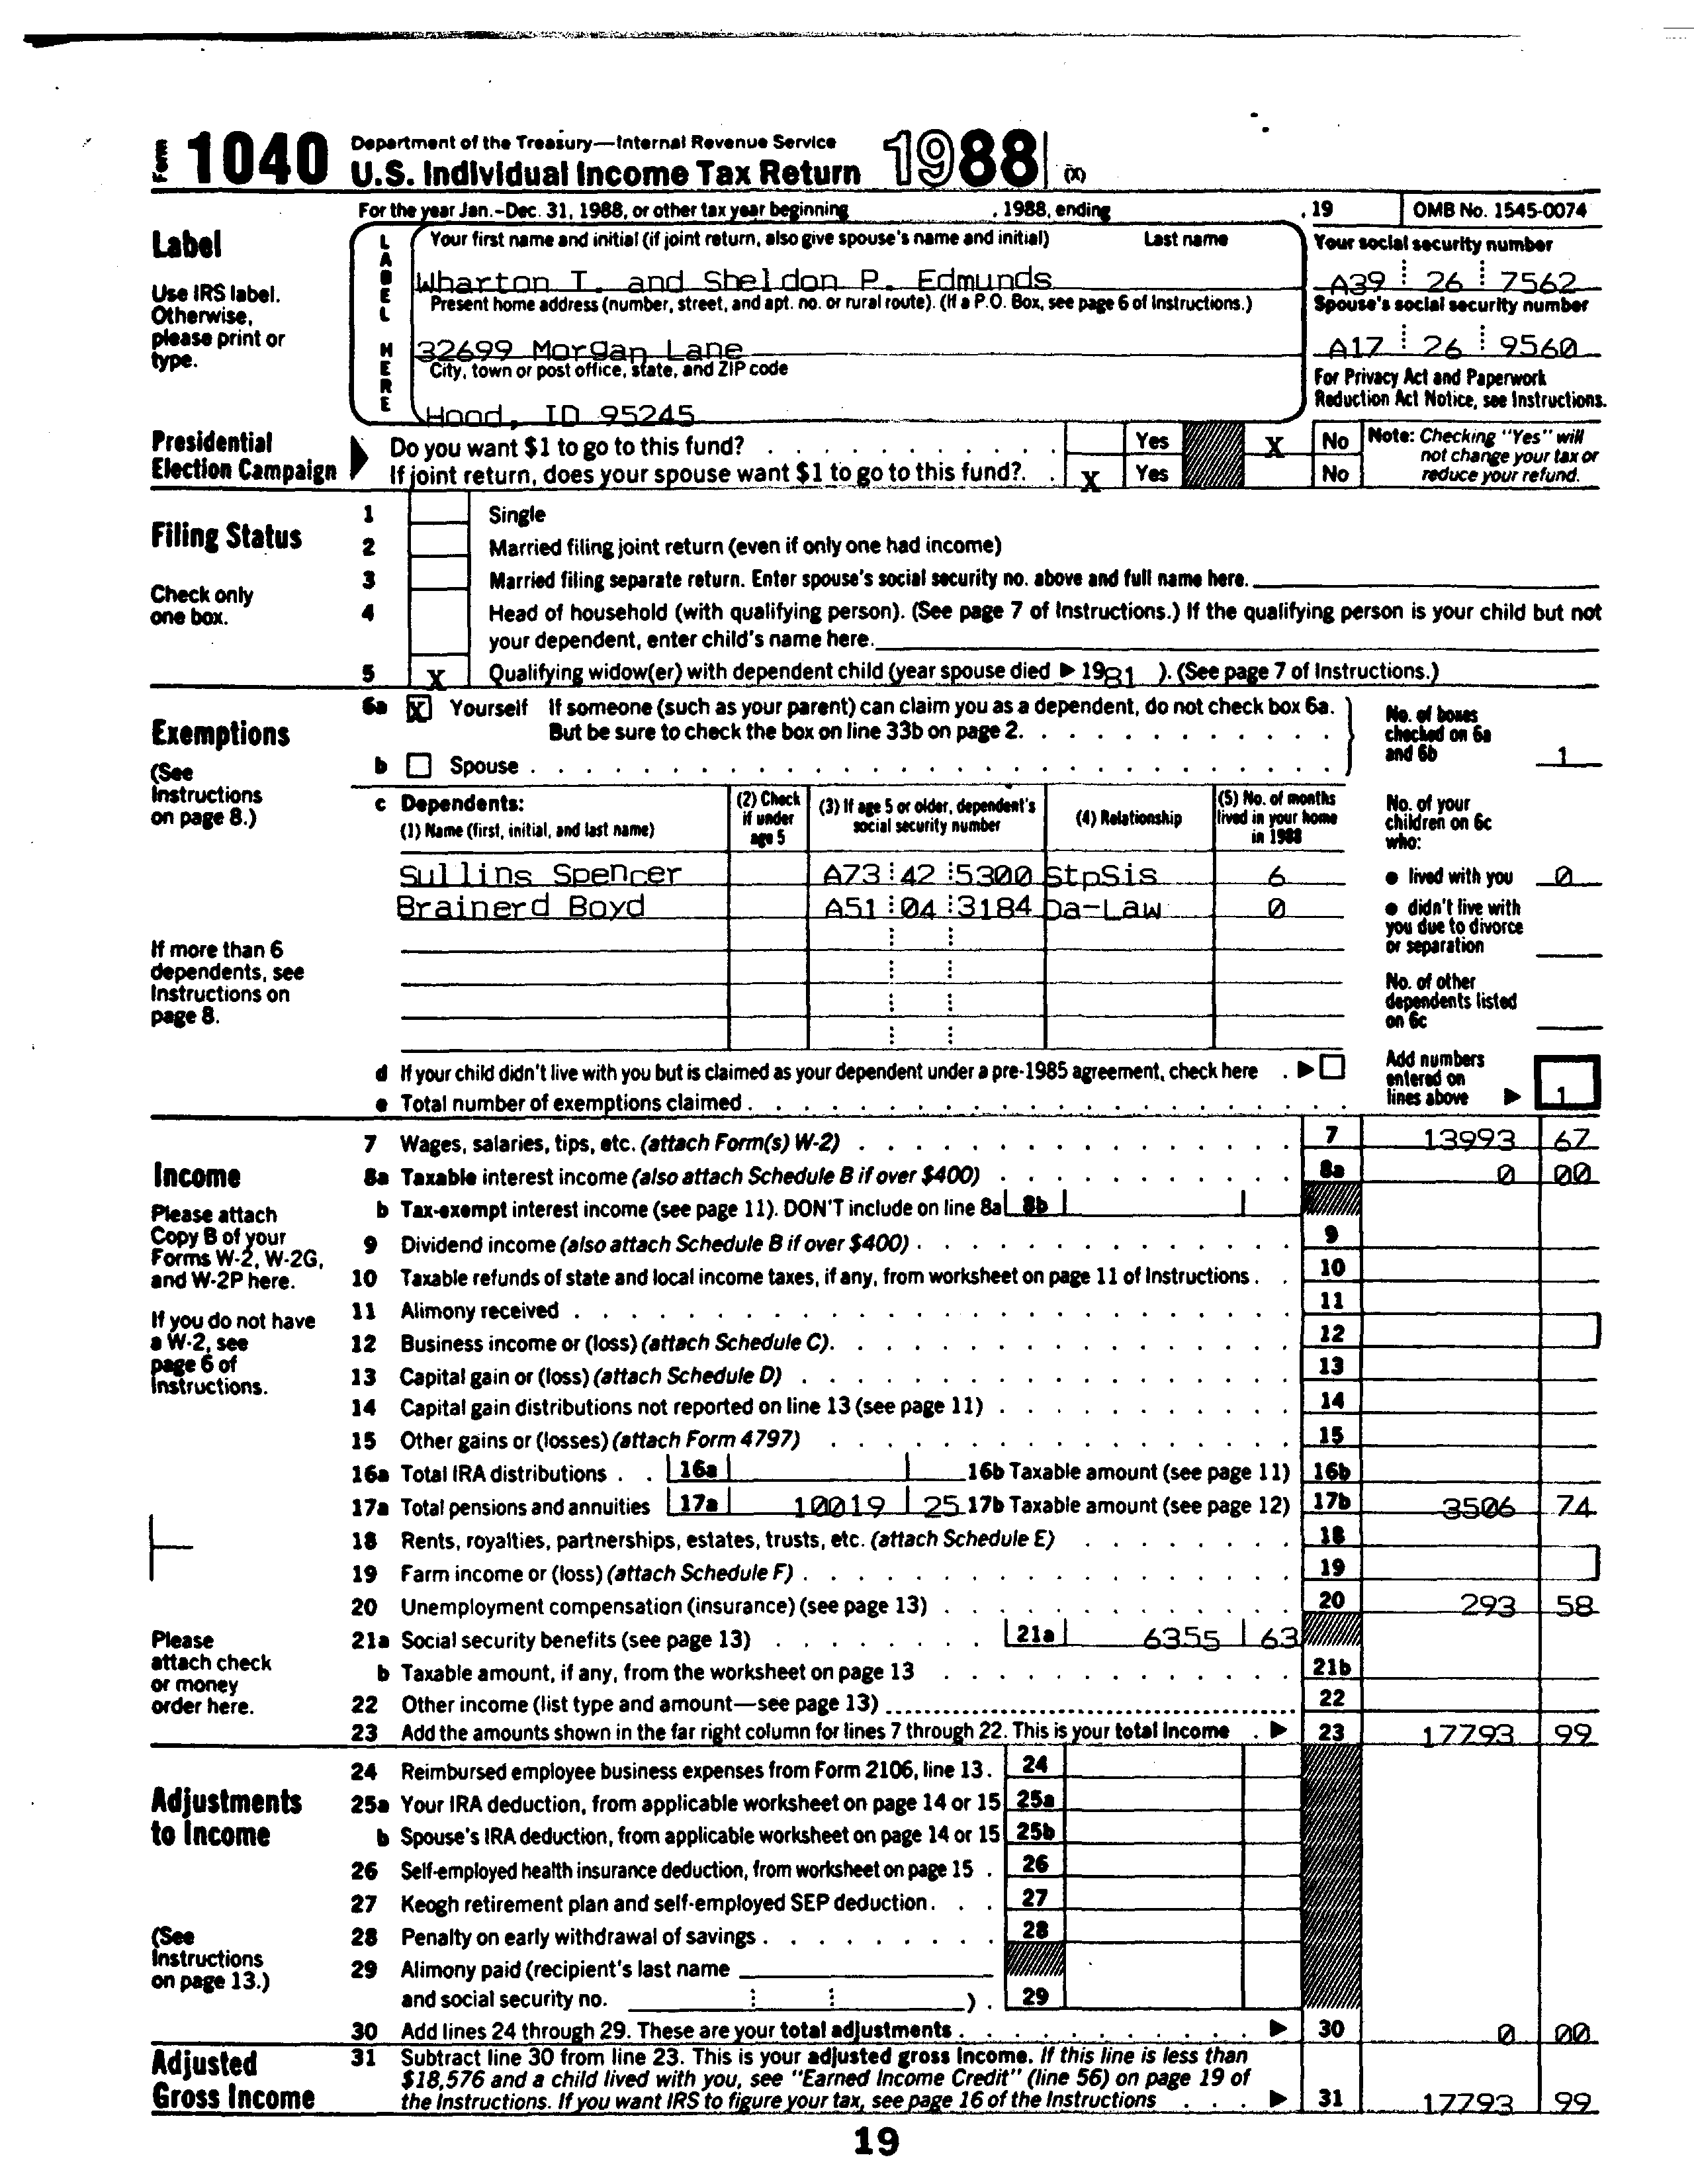 Form 1040 Department of the Treasury—Internal Revenue Service
U.S. Individual Income Tax Return 1988 (X)
For the year Jan.-Dec. 31, 1988, or other tax year beginning , 1988, ending , 19 OMB No. 1545-0074
Label
Use IRS label. Otherwise, please print or type.
LABEL HERE
Your first name and initial (if joint return, also give spouse's name and initial) Last name
Wharton T. and Sheldon P. Edmunds
Your social security number
A39 26 7562
Present home address (number, street, and apt. no. or rural route). (If a P.O. Box, see page 6 of Instructions.)
32699 Morgan Lane
Spouse's social security number
A17 26 9560
City, town or post office, state, and ZIP code
Hood, ID 95245
For Privacy Act and Paperwork Reduction Act Notice, see Instructions.
Presidential Election Campaign
Do you want $1 to go to this fund? . . . Yes X No
If joint return, does your spouse want $1 to go to this fund?. . X Yes No
Note: Checking "Yes" will not change your tax or reduce your refund.
Filing Status
Check only one box.
1 Single
2 Married filing joint return (even if only one had income)
3 Married filing separate return. Enter spouse's social security no. above and full name here.
4 Head of household (with qualifying person). (See page 7 of Instructions.) If the qualifying person is your child but not
your dependent, enter child's name here.
5 X Qualifying widow(er) with dependent child (year spouse died ▶ 1981 ). (See page 7 of Instructions.)
Exemptions
(See Instructions on page 8.)
6a X Yourself If someone (such as your parent) can claim you as a dependent, do not check box 6a.
But be sure to check the box on line 33b on page 2.
b Spouse
No. of boxes checked on 6a and 6b 1
c Dependents:
(1) Name (first, initial, and last name) (2) Check if under age 5 (3) If age 5 or older, dependent's social security number (4) Relationship (5) No. of months lived in your home in 1988
Sullins Spencer A73 42 5300 StpSis 6
Brainerd Boyd A51 04 3184 Da-Law 0
No. of your children on 6c who:
● lived with you 0
● didn't live with you due to divorce or separation
No. of other dependents listed on 6c
If more than 6 dependents, see Instructions on page 8.
d If your child didn't live with you but is claimed as your dependent under a pre-1985 agreement, check here . ▶
e Total number of exemptions claimed
Add numbers entered on lines above ▶ 1
Income
Please attach Copy B of your Forms W-2, W-2G, and W-2P here.
If you do not have a W-2, see page 6 of Instructions.
Please attach check or money order here.
7 Wages, salaries, tips, etc. (attach Form(s) W-2) 7 13993 67
8a Taxable interest income (also attach Schedule B if over $400) 8a 0 00
b Tax-exempt interest income (see page 11). DON'T include on line 8a 8b
9 Dividend income (also attach Schedule B if over $400) 9
10 Taxable refunds of state and local income taxes, if any, from worksheet on page 11 of Instructions 10
11 Alimony received 11
12 Business income or (loss) (attach Schedule C). 12
13 Capital gain or (loss) (attach Schedule D) 13
14 Capital gain distributions not reported on line 13 (see page 11) 14
15 Other gains or (losses) (attach Form 4797) 15
16a Total IRA distributions 16a 16b Taxable amount (see page 11) 16b
17a Total pensions and annuities 17a 10019 25 17b Taxable amount (see page 12) 17b 3506 74
18 Rents, royalties, partnerships, estates, trusts, etc. (attach Schedule E) 18
19 Farm income or (loss) (attach Schedule F) 19
20 Unemployment compensation (insurance) (see page 13) 20 293 58
21a Social security benefits (see page 13) 21a 6355 63
b Taxable amount, if any, from the worksheet on page 13 21b
22 Other income (list type and amount—see page 13) 22
23 Add the amounts shown in the far right column for lines 7 through 22. This is your total income . ▶ 23 17793 99
Adjustments to Income
(See Instructions on page 13.)
24 Reimbursed employee business expenses from Form 2106, line 13. 24
25a Your IRA deduction, from applicable worksheet on page 14 or 15 25a
b Spouse's IRA deduction, from applicable worksheet on page 14 or 15 25b
26 Self-employed health insurance deduction, from worksheet on page 15 . 26
27 Keogh retirement plan and self-employed SEP deduction 27
28 Penalty on early withdrawal of savings 28
29 Alimony paid (recipient's last name
and social security no. ). 29
30 Add lines 24 through 29. These are your total adjustments ▶ 30 0 00
Adjusted Gross Income
31 Subtract line 30 from line 23. This is your adjusted gross income. If this line is less than
$18,576 and a child lived with you, see "Earned Income Credit" (line 56) on page 19 of
the Instructions. If you want IRS to figure your tax, see page 16 of the Instructions ▶ 31 17793 99
19